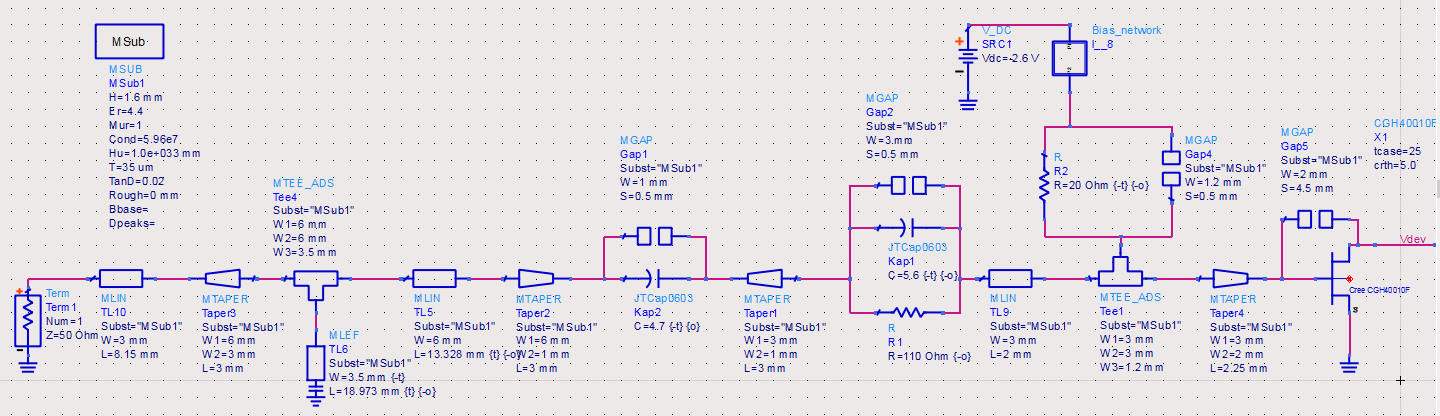 MSub
MSUB
MSub1
H=1.6 mm
Er=4.4
Mur=1
Cond=5.96e7
Hu=1.0e+033 mm
T=35 um
TanD=0.02
Rough=0 mm
Bbase=
Dpeaks=
Term
Term1
Num=1
Z=50 Ohm
MLIN
TL10
Subst="MSub1"
W=3 mm
L=8.15 mm
MTAPER
Taper3
Subst="MSub1"
W1=6 mm
W2=3 mm
L=3 mm
MTEE_ADS
Tee4
Subst="MSub1"
W1=6 mm
W2=6 mm
W3=3.5 mm
MLEF
TL6
Subst="MSub1"
W=3.5 mm {-t}
L=18.973 mm {t} {-o}
MLIN
TL5
Subst="MSub1"
W=6 mm
L=13.328 mm {t} {-o}
MTAPER
Taper2
Subst="MSub1"
W1=6 mm
W2=1 mm
L=3 mm
MGAP
Gap1
Subst="MSub1"
W=1 mm
S=0.5 mm
JTCap0603
Kap2
C=4.7 {-t} {o}
MTAPER
Taper1
Subst="MSub1"
W1=3 mm
W2=1 mm
L=3 mm
MGAP
Gap2
Subst="MSub1"
W=3 mm
S=0.5 mm
JTCap0603
Kap1
C=5.6 {-t} {-o}
R
R1
R=110 Ohm {-o}
MLIN
TL9
Subst="MSub1"
W=3 mm
L=2 mm
V_DC
SRC1
Vdc=-2.6 V
Bias_network
I__8
R
R2
R=20 Ohm {-t} {-o}
MGAP
Gap4
Subst="MSub1"
W=1.2 mm
S=0.5 mm
MTEE_ADS
Tee1
Subst="MSub1"
W1=3 mm
W2=3 mm
W3=1.2 mm
MTAPER
Taper4
Subst="MSub1"
W1=3 mm
W2=2 mm
L=2.25 mm
MGAP
Gap5
Subst="MSub1"
W=2 mm
S=4.5 mm
CGH40010F
X1
tcase=25
crth=5.0
Vdev
Cree CGH40010F